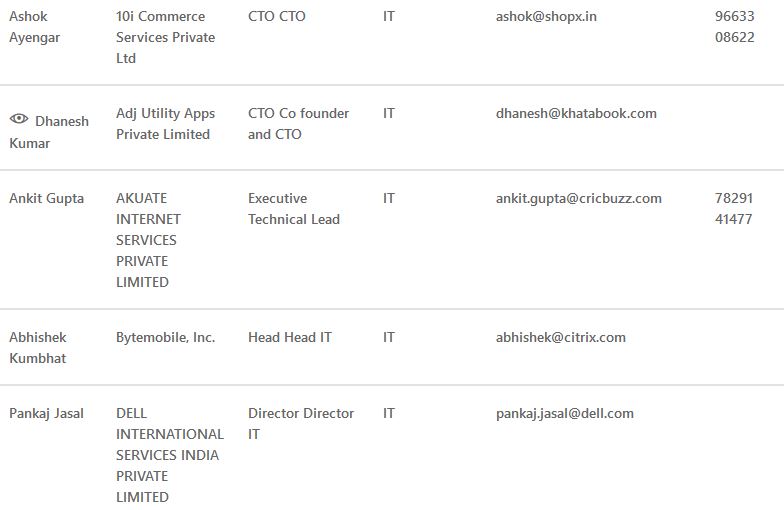 Ashok Ayengar
10i Commerce Services Private Ltd
CTO CTO
IT
ashok@shopx.in
96633 08622
Dhanesh Kumar
Adj Utility Apps Private Limited
CTO Co founder and CTO
IT
dhanesh@khatabook.com
Ankit Gupta
AKUATE INTERNET SERVICES PRIVATE LIMITED
Executive Technical Lead
IT
ankit.gupta@cricbuzz.com
78291 41477
Abhishek Kumbhat
Bytemobile, Inc.
Head Head IT
IT
abhishek@citrix.com
Pankaj Jasal
DELL INTERNATIONAL SERVICES INDIA PRIVATE LIMITED
Director Director IT
IT
pankaj.jasal@dell.com